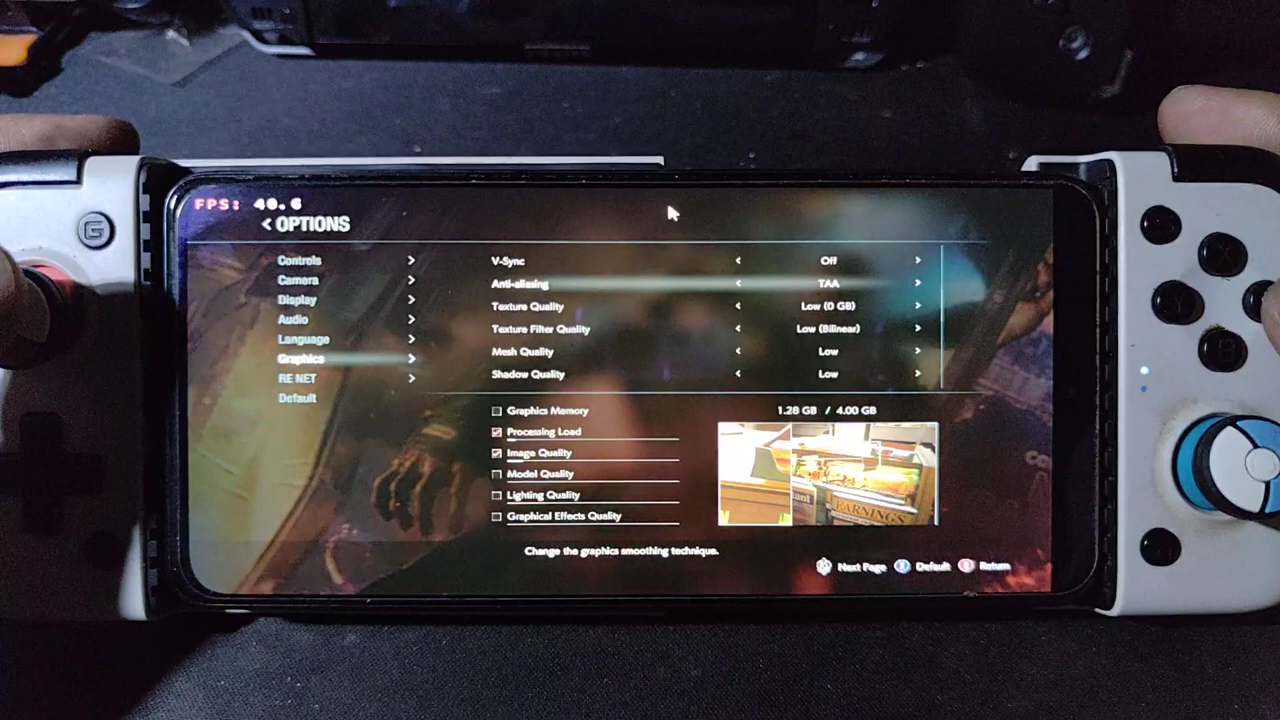 FPS: 40.6
< OPTIONS
Controls >
Camera >
Display >
Audio >
Language >
Graphics >
RE NET >
Default
V-Sync < Off >
Anti-aliasing < TAA >
Texture Quality < Low (0 GB) >
Texture Filter Quality < Low (Bilinear) >
Mesh Quality < Low >
Shadow Quality < Low >
Graphics Memory 1.28 GB / 4.00 GB
Processing Load
Image Quality
Model Quality
Lighting Quality
Graphical Effects Quality
EARNINGS
Change the graphics smoothing technique.
Next Page Default Return
G
X
Y
B